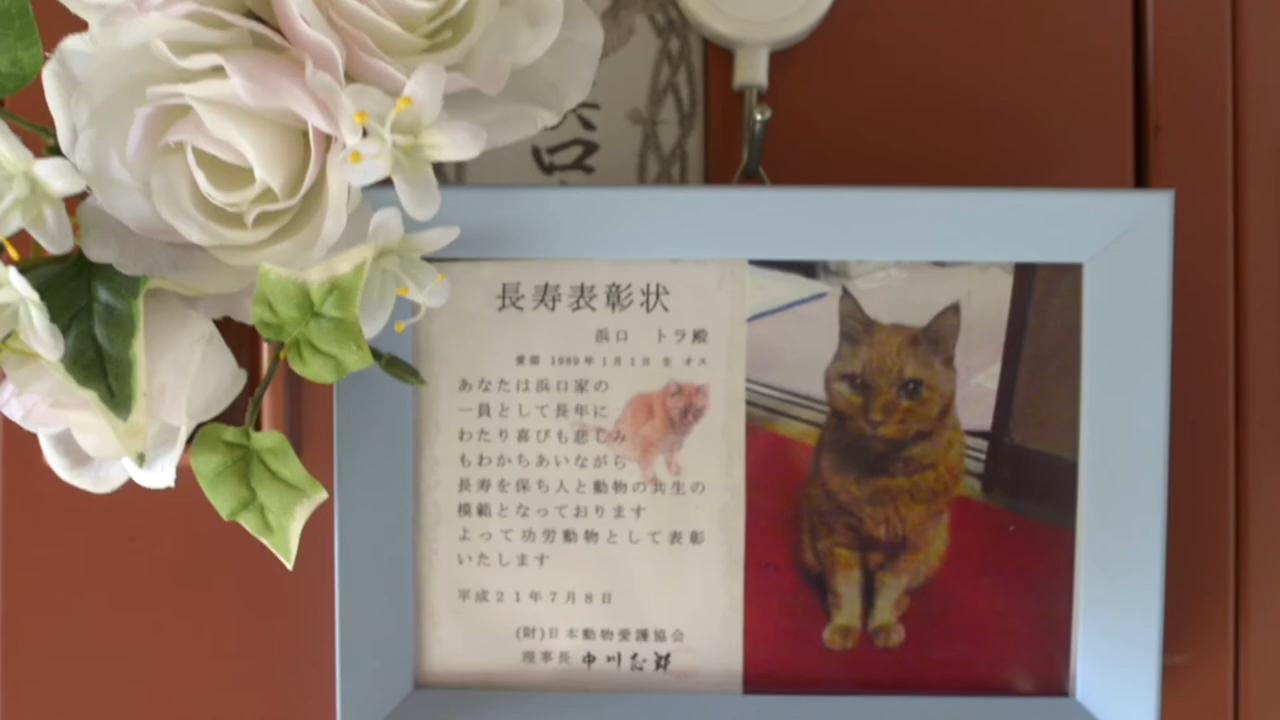 口
長寿表彰状
浜口 トラ殿
愛猫 1989年1月1日 生 オス
あなたは浜口家の
一員として長年に
わたり喜びも悲しみ
もわかちあいながら
長寿を保ち人と動物の共生の
模範となっております
よって功労動物として表彰
いたします
平成21年7月8日
(財)日本動物愛護協会
理事長 中川志郎